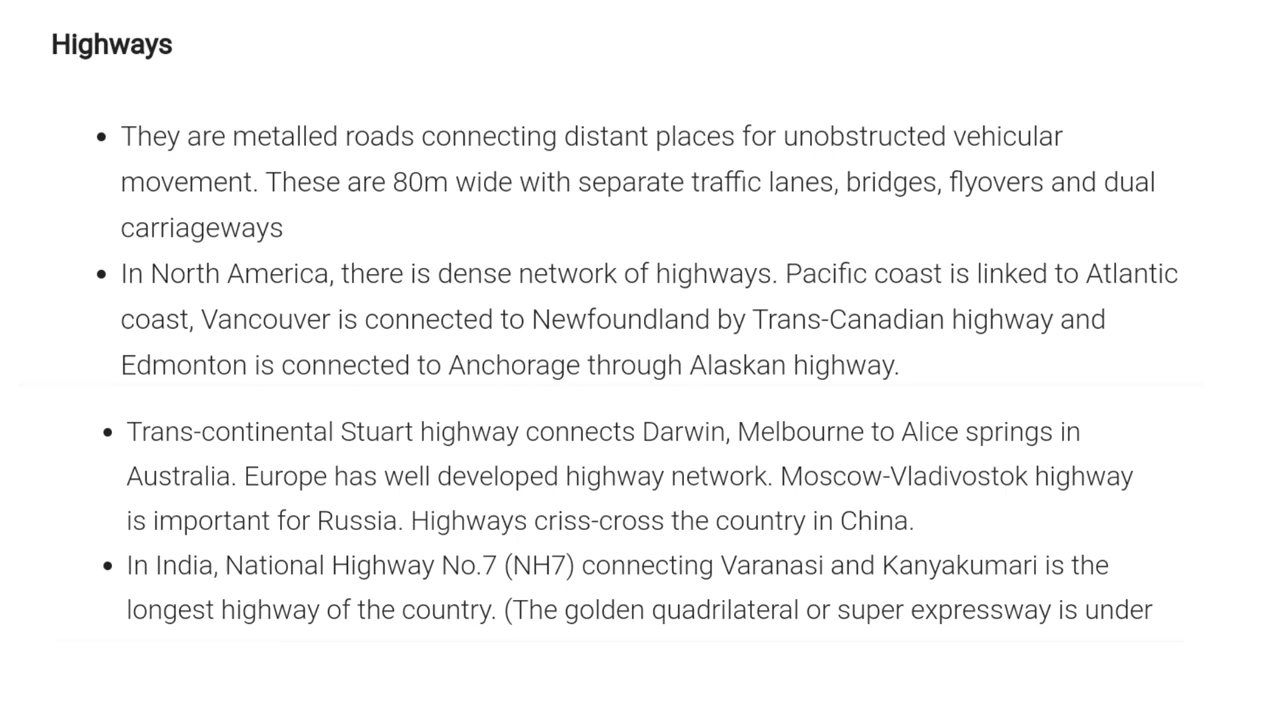 Highways
• They are metalled roads connecting distant places for unobstructed vehicular
movement. These are 80m wide with separate traffic lanes, bridges, flyovers and dual
carriageways
• In North America, there is dense network of highways. Pacific coast is linked to Atlantic
coast, Vancouver is connected to Newfoundland by Trans-Canadian highway and
Edmonton is connected to Anchorage through Alaskan highway.
• Trans-continental Stuart highway connects Darwin, Melbourne to Alice springs in
Australia. Europe has well developed highway network. Moscow-Vladivostok highway
is important for Russia. Highways criss-cross the country in China.
• In India, National Highway No.7 (NH7) connecting Varanasi and Kanyakumari is the
longest highway of the country. (The golden quadrilateral or super expressway is under